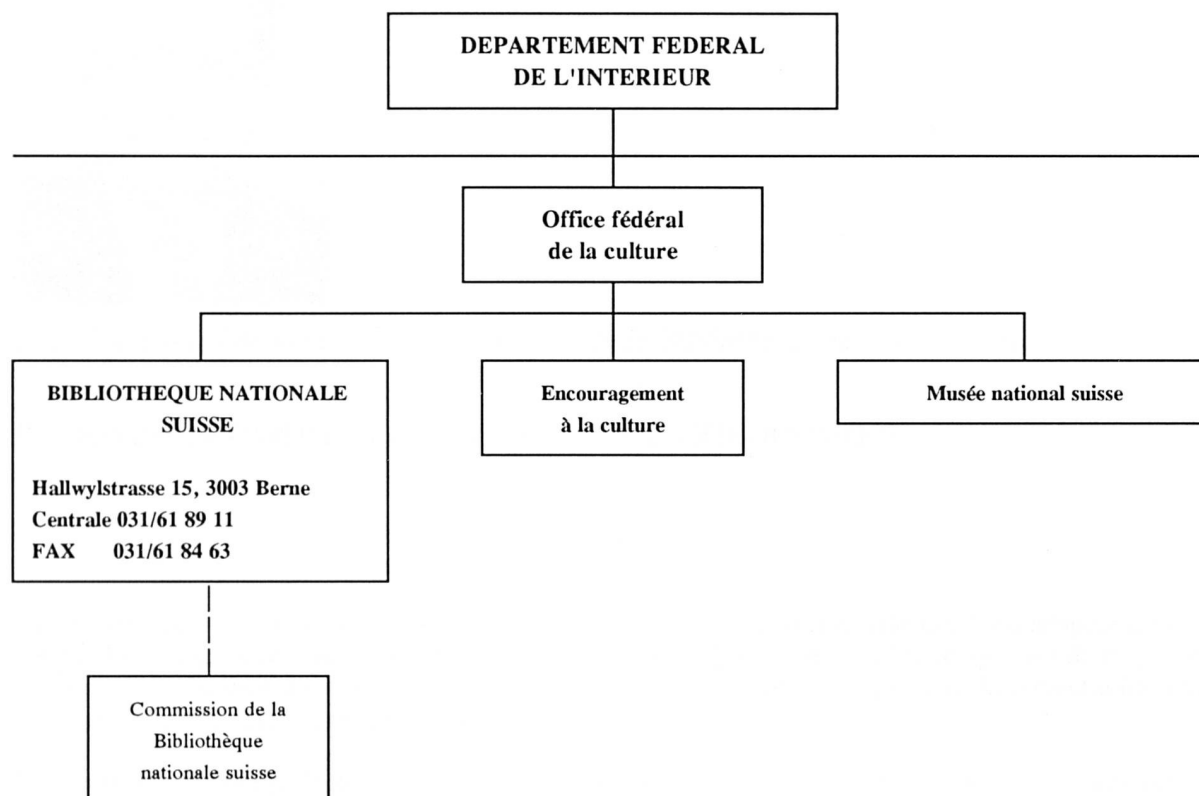 DEPARTEMENT FEDERAL
DE L'INTERIEUR
Office fédéral
de la culture
BIBLIOTHEQUE NATIONALE
SUISSE
Hallwylstrasse 15, 3003 Berne
Centrale 031/61 89 11
FAX 031/61 84 63
Encouragement
à la culture
Musée national suisse
Commission de la
Bibliothèque
nationale suisse